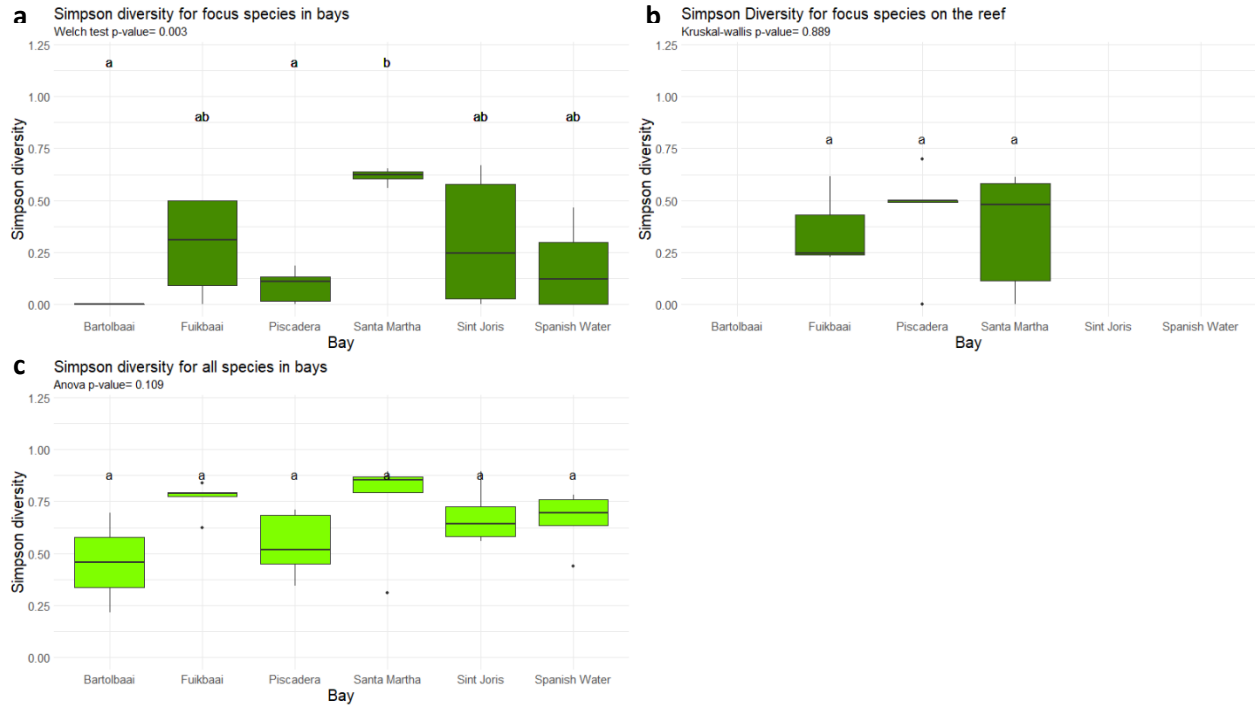 a
Simpson diversity for focus species in bays
Welch test p-value= 0.003
1.25
1.00
0.75
0.50
0.25
0.00
Simpson diversity
a
ab
a
b
ab
ab
Bartolbaai Fuikbaai Piscadera Santa Martha Sint Joris Spanish Water
Bay
b
Simpson Diversity for focus species on the reef
Kruskal-wallis p-value= 0.889
1.25
1.00
0.75
0.50
0.25
0.00
Simpson diversity
a a a
Bartolbaai Fuikbaai Piscadera Santa Martha Sint Joris Spanish Water
Bay
c
Simpson diversity for all species in bays
Anova p-value= 0.109
1.25
1.00
0.75
0.50
0.25
0.00
Simpson diversity
a a a a a a
Bartolbaai Fuikbaai Piscadera Santa Martha Sint Joris Spanish Water
Bay